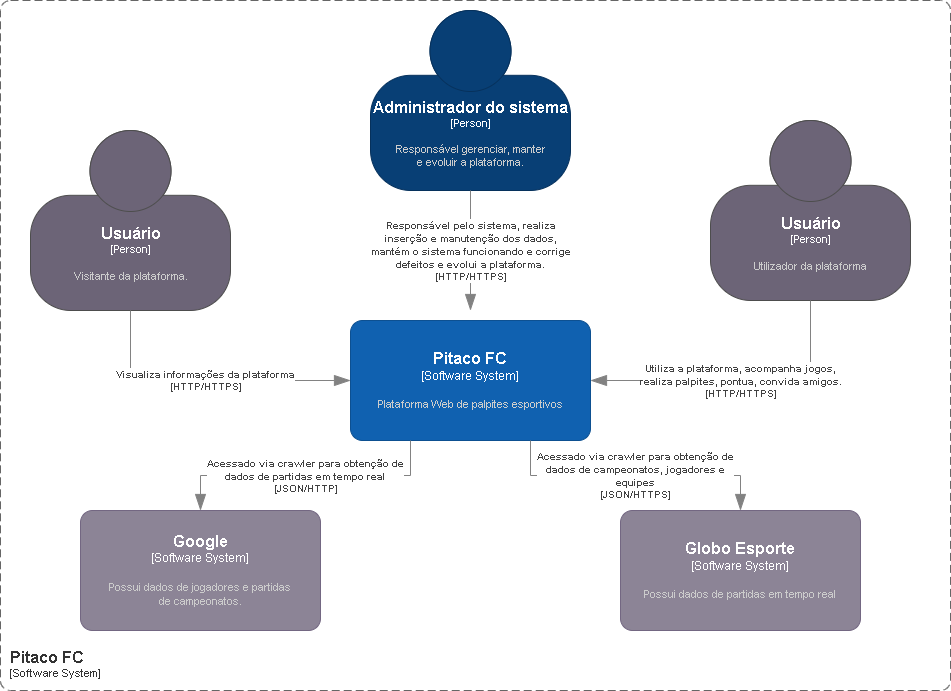 Administrador do sistema
[Person]
Responsável gerenciar, manter
e evoluir a plataforma.
Usuário
[Person]
Visitante da plataforma.
Usuário
[Person]
Utilizador da plataforma
Responsável pelo sistema, realiza
inserção e manutenção dos dados,
mantém o sistema funcionando e corrige
defeitos e evolui a plataforma.
[HTTP/HTTPS]
Visualiza informações da plataforma
[HTTP/HTTPS]
Pitaco FC
[Software System]
Plataforma Web de palpites esportivos
Utiliza a plataforma, acompanha jogos,
realiza palpites, pontua, convida amigos.
[HTTP/HTTPS]
Acessado via crawler para obtenção de
dados de partidas em tempo real
[JSON/HTTP]
Acessado via crawler para obtenção de
dados de campeonatos, jogadores e
equipes
[JSON/HTTPS]
Google
[Software System]
Possui dados de jogadores e partidas
de campeonatos.
Globo Esporte
[Software System]
Possui dados de partidas em tempo real
Pitaco FC
[Software System]